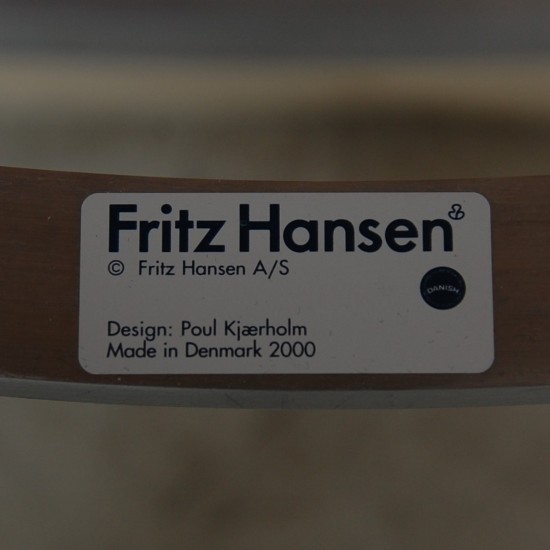 Fritz Hansen
© Fritz Hansen A/S
DANISH
Design: Poul Kjærholm
Made in Denmark 2000